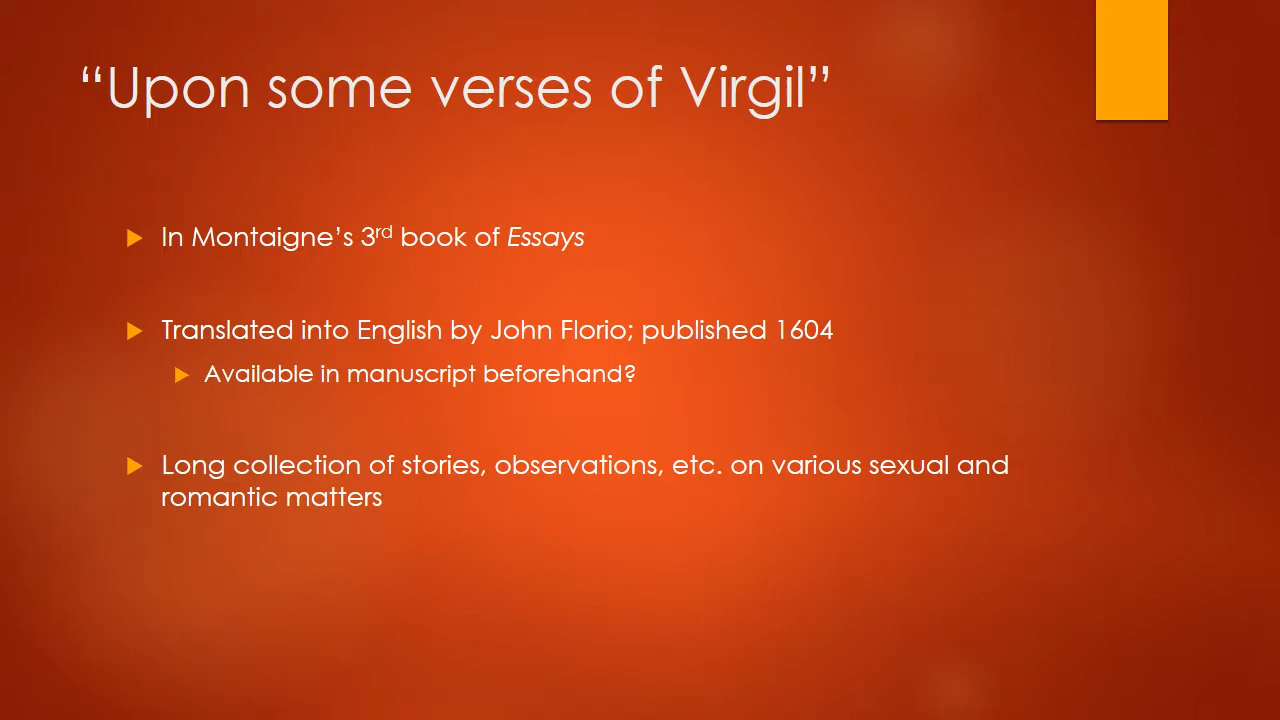 “Upon some verses of Virgil”
In Montaigne’s 3rd book of Essays
Translated into English by John Florio; published 1604
Available in manuscript beforehand?
Long collection of stories, observations, etc. on various sexual and
romantic matters